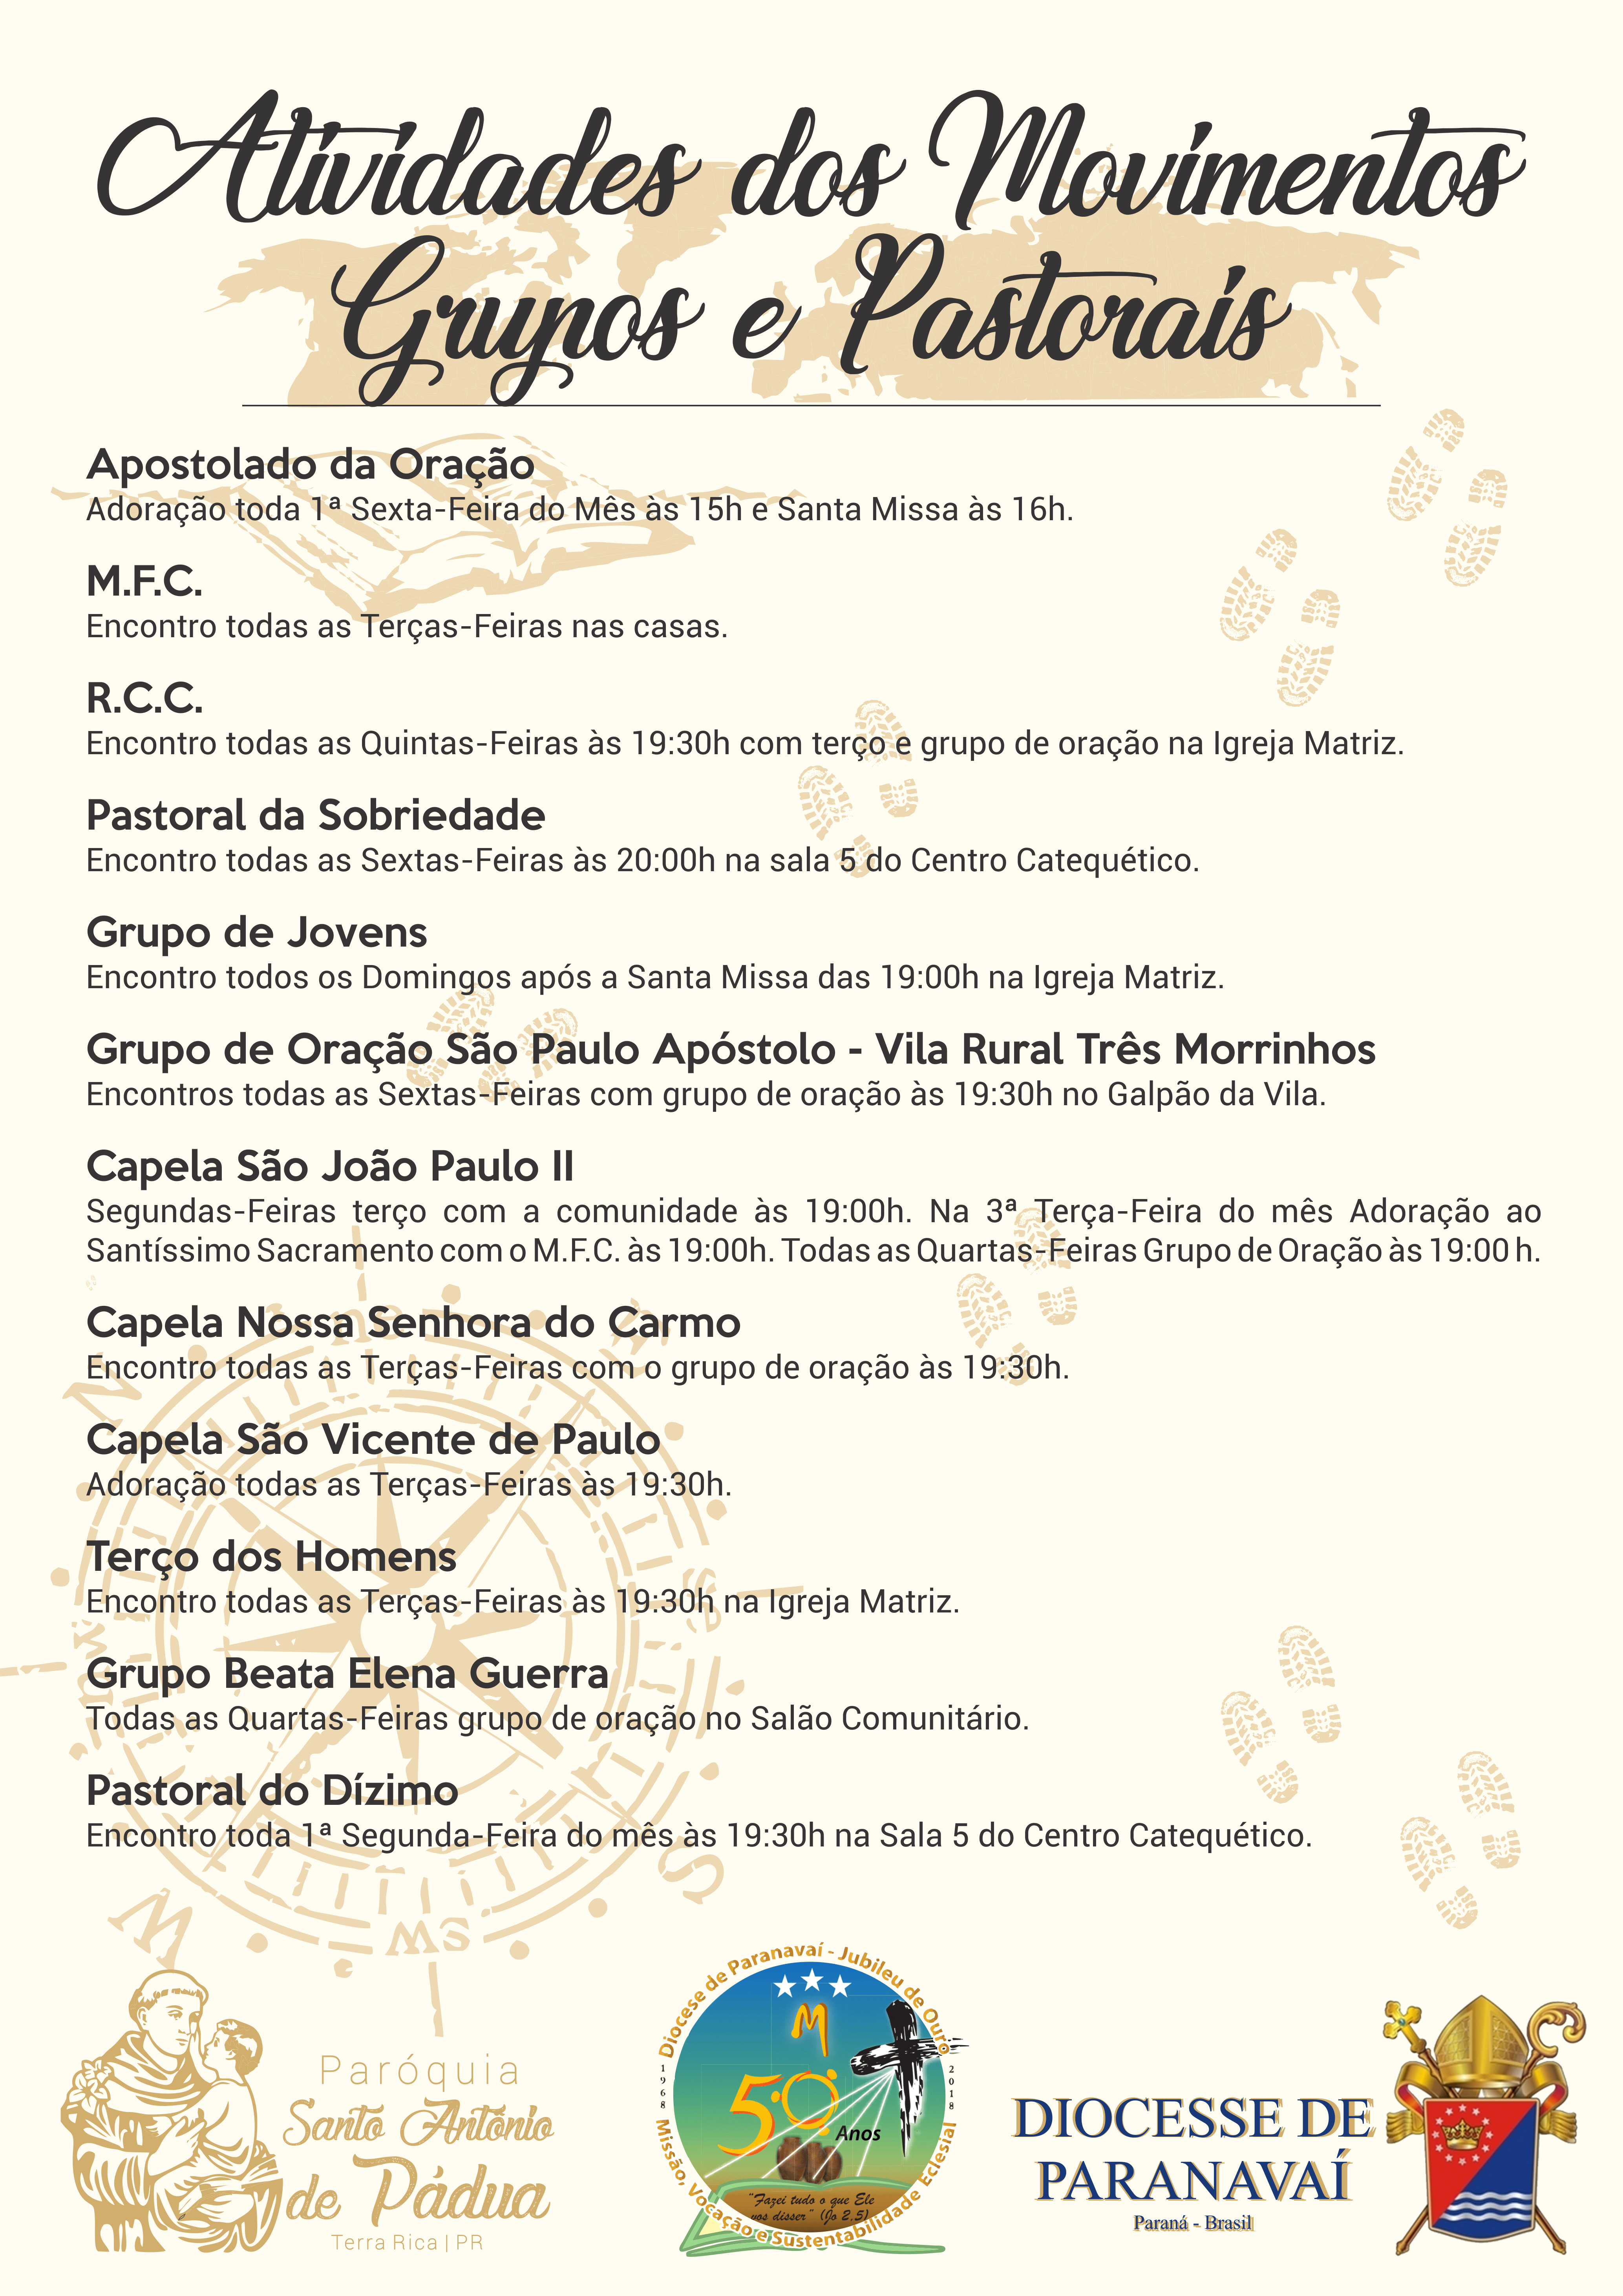 Atividades dos Movimentos
Grupos e Pastorais
Apostolado da Oração
Adoração toda 1ª Sexta-Feira do Mês às 15h e Santa Missa às 16h.
M.F.C.
Encontro todas as Terças-Feiras nas casas.
R.C.C.
Encontro todas as Quintas-Feiras às 19:30h com terço e grupo de oração na Igreja Matriz.
Pastoral da Sobriedade
Encontro todas as Sextas-Feiras às 20:00h na sala 5 do Centro Catequético.
Grupo de Jovens
Encontro todos os Domingos após a Santa Missa das 19:00h na Igreja Matriz.
Grupo de Oração São Paulo Apóstolo - Vila Rural Três Morrinhos
Encontros todas as Sextas-Feiras com grupo de oração às 19:30h no Galpão da Vila.
Capela São João Paulo II
Segundas-Feiras terço com a comunidade às 19:00h. Na 3ª Terça-Feira do mês Adoração ao
Santíssimo Sacramento com o M.F.C. às 19:00h. Todas as Quartas-Feiras Grupo de Oração às 19:00 h.
Capela Nossa Senhora do Carmo
Encontro todas as Terças-Feiras com o grupo de oração às 19:30h.
Capela São Vicente de Paulo
Adoração todas as Terças-Feiras às 19:30h.
Terço dos Homens
Encontro todas as Terças-Feiras às 19:30h na Igreja Matriz.
Grupo Beata Elena Guerra
Todas as Quartas-Feiras grupo de oração no Salão Comunitário.
Pastoral do Dízimo
Encontro toda 1ª Segunda-Feira do mês às 19:30h na Sala 5 do Centro Catequético.
N
ne
E
se
S
sw
W
nw
Paróquia
Santo Antônio
de Pádua
Terra Rica | PR
Diocese de Paranavaí - Jubileu de Ouro
1968
2018
M
50
Anos
"Fazei tudo o que Ele
vos disser" (Jo 2,5)
Missão, Vocação e Sustentabilidade Eclesial
DIOCESSE DE
PARANAVAÍ
Paraná - Brasil